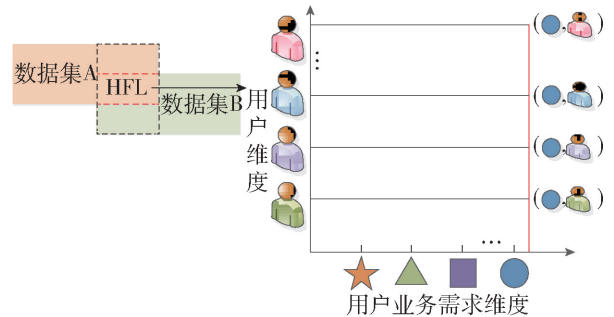 数据集A
HFL
数据集B
用户维度
...
(    ,    )
(    ,    )
(    ,    )
(    ,    )
...
用户业务需求维度